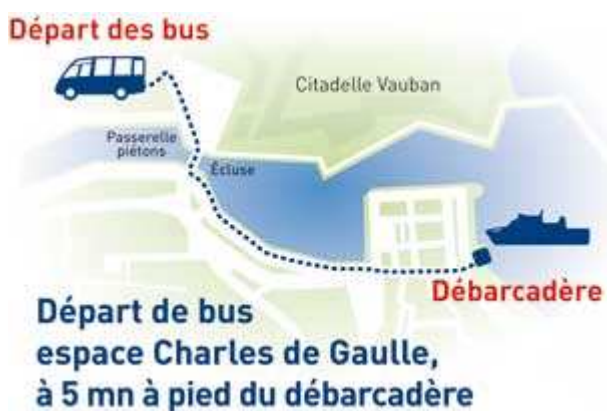 Départ des bus
Citadelle Vauban
Passerelle
piétons
Écluse
Débarcadère
Départ de bus
espace Charles de Gaulle,
à 5 mn à pied du débarcadère